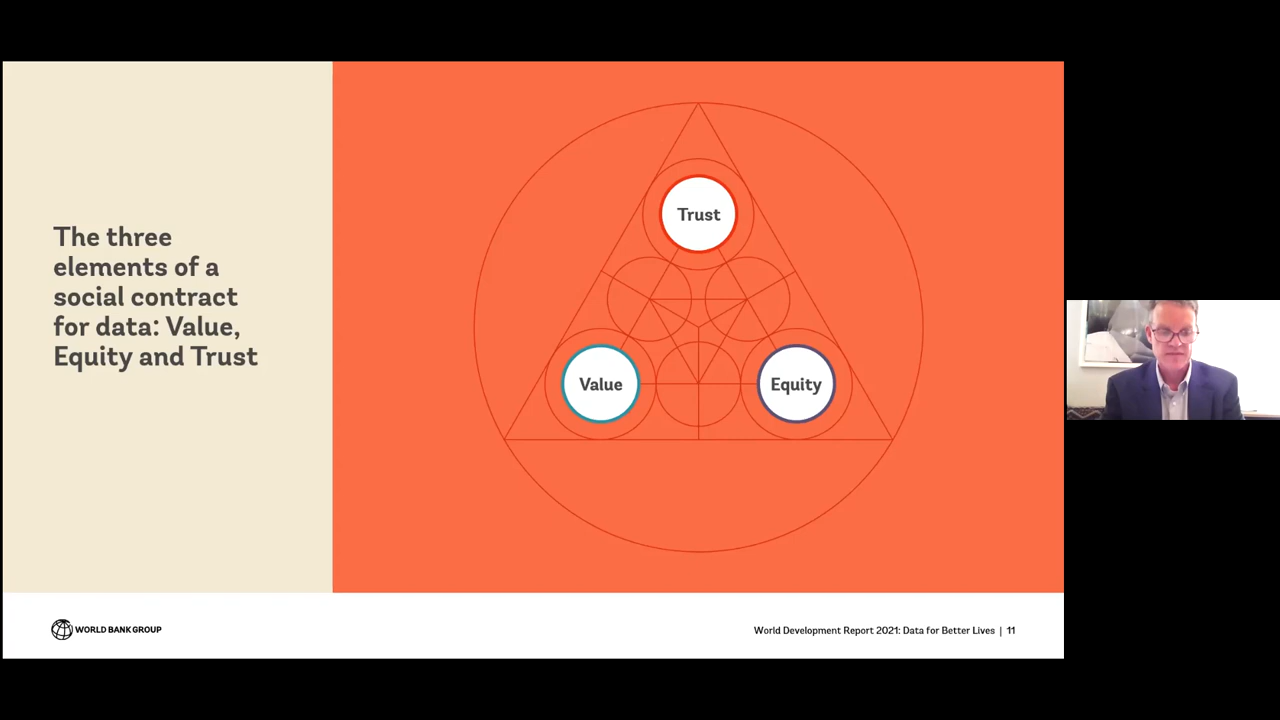 The three
elements of a
social contract
for data: Value,
Equity and Trust
Trust
Value
Equity
WORLD BANK GROUP
World Development Report 2021: Data for Better Lives | 11